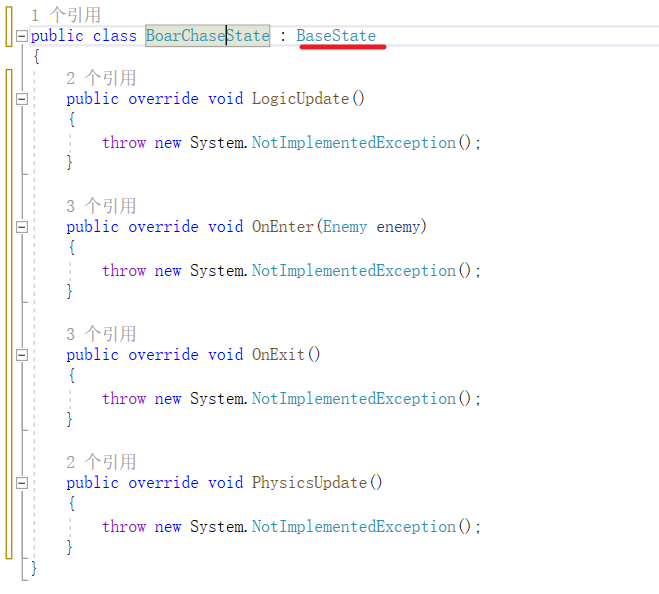 1 个引用
public class BoarChaseState : BaseState
{
2 个引用
public override void LogicUpdate()
{
throw new System.NotImplementedException();
}
3 个引用
public override void OnEnter(Enemy enemy)
{
throw new System.NotImplementedException();
}
3 个引用
public override void OnExit()
{
throw new System.NotImplementedException();
}
2 个引用
public override void PhysicsUpdate()
{
throw new System.NotImplementedException();
}
}